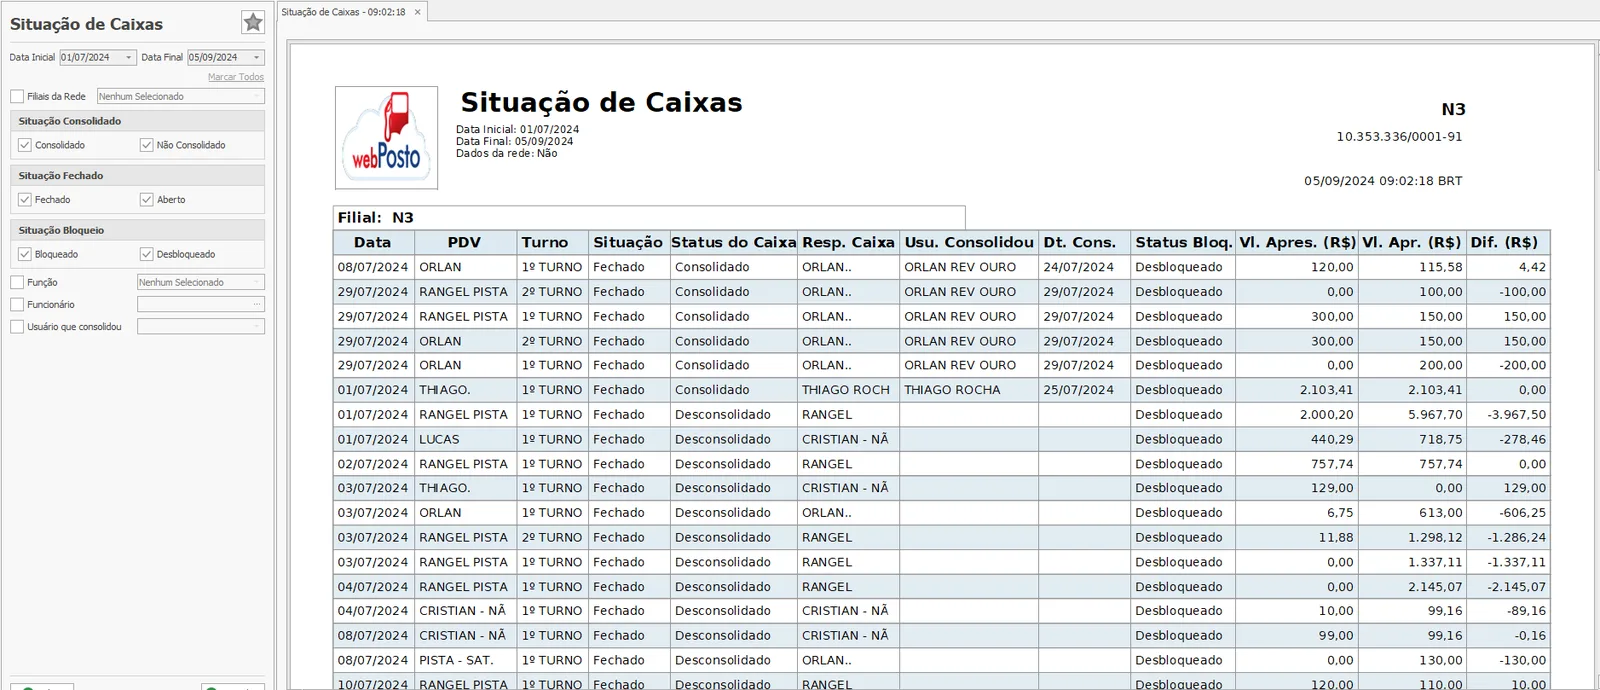 Situação de Caixas
Data Inicial 01/07/2024 Data Final 05/09/2024
Marcar Todos
Filiais da Rede Nenhum Selecionado
Situação Consolidado
Consolidado Não Consolidado
Situação Fechado
Fechado Aberto
Situação Bloqueio
Bloqueado Desbloqueado
Função Nenhum Selecionado
Funcionário
Usuário que consolidou
Situação de Caixas - 09:02:18 ×
webPosto
Situação de Caixas
Data Inicial: 01/07/2024
Data Final: 05/09/2024
Dados da rede: Não
N3
10.353.336/0001-91
05/09/2024 09:02:18 BRT
Filial: N3
Data PDV Turno Situação Status do Caixa Resp. Caixa Usu. Consolidou Dt. Cons. Status Bloq. Vl. Apres. (R$) Vl. Apr. (R$) Dif. (R$)
08/07/2024 ORLAN 1º TURNO Fechado Consolidado ORLAN.. ORLAN REV OURO 24/07/2024 Desbloqueado 120,00 115,58 4,42
29/07/2024 RANGEL PISTA 2º TURNO Fechado Consolidado ORLAN.. ORLAN REV OURO 29/07/2024 Desbloqueado 0,00 100,00 -100,00
29/07/2024 RANGEL PISTA 1º TURNO Fechado Consolidado ORLAN.. ORLAN REV OURO 29/07/2024 Desbloqueado 300,00 150,00 150,00
29/07/2024 ORLAN 2º TURNO Fechado Consolidado ORLAN.. ORLAN REV OURO 29/07/2024 Desbloqueado 300,00 150,00 150,00
29/07/2024 ORLAN 1º TURNO Fechado Consolidado ORLAN.. ORLAN REV OURO 29/07/2024 Desbloqueado 0,00 200,00 -200,00
01/07/2024 THIAGO. 1º TURNO Fechado Consolidado THIAGO ROCH THIAGO ROCHA 25/07/2024 Desbloqueado 2.103,41 2.103,41 0,00
01/07/2024 RANGEL PISTA 1º TURNO Fechado Desconsolidado RANGEL Desbloqueado 2.000,20 5.967,70 -3.967,50
01/07/2024 LUCAS 1º TURNO Fechado Desconsolidado CRISTIAN - NÃ Desbloqueado 440,29 718,75 -278,46
02/07/2024 RANGEL PISTA 1º TURNO Fechado Desconsolidado RANGEL Desbloqueado 757,74 757,74 0,00
03/07/2024 THIAGO. 1º TURNO Fechado Desconsolidado CRISTIAN - NÃ Desbloqueado 129,00 0,00 129,00
03/07/2024 ORLAN 1º TURNO Fechado Desconsolidado ORLAN.. Desbloqueado 6,75 613,00 -606,25
03/07/2024 RANGEL PISTA 2º TURNO Fechado Desconsolidado RANGEL Desbloqueado 11,88 1.298,12 -1.286,24
03/07/2024 RANGEL PISTA 1º TURNO Fechado Desconsolidado RANGEL Desbloqueado 0,00 1.337,11 -1.337,11
04/07/2024 RANGEL PISTA 1º TURNO Fechado Desconsolidado RANGEL Desbloqueado 0,00 2.145,07 -2.145,07
04/07/2024 CRISTIAN - NÃ 1º TURNO Fechado Desconsolidado CRISTIAN - NÃ Desbloqueado 10,00 99,16 -89,16
08/07/2024 CRISTIAN - NÃ 1º TURNO Fechado Desconsolidado CRISTIAN - NÃ Desbloqueado 99,00 99,16 -0,16
08/07/2024 PISTA - SAT. 1º TURNO Fechado Desconsolidado ORLAN.. Desbloqueado 0,00 130,00 -130,00
10/07/2024 RANGEL PISTA 1º TURNO Fechado Desconsolidado RANGEL Desbloqueado 120,00 110,00 10,00